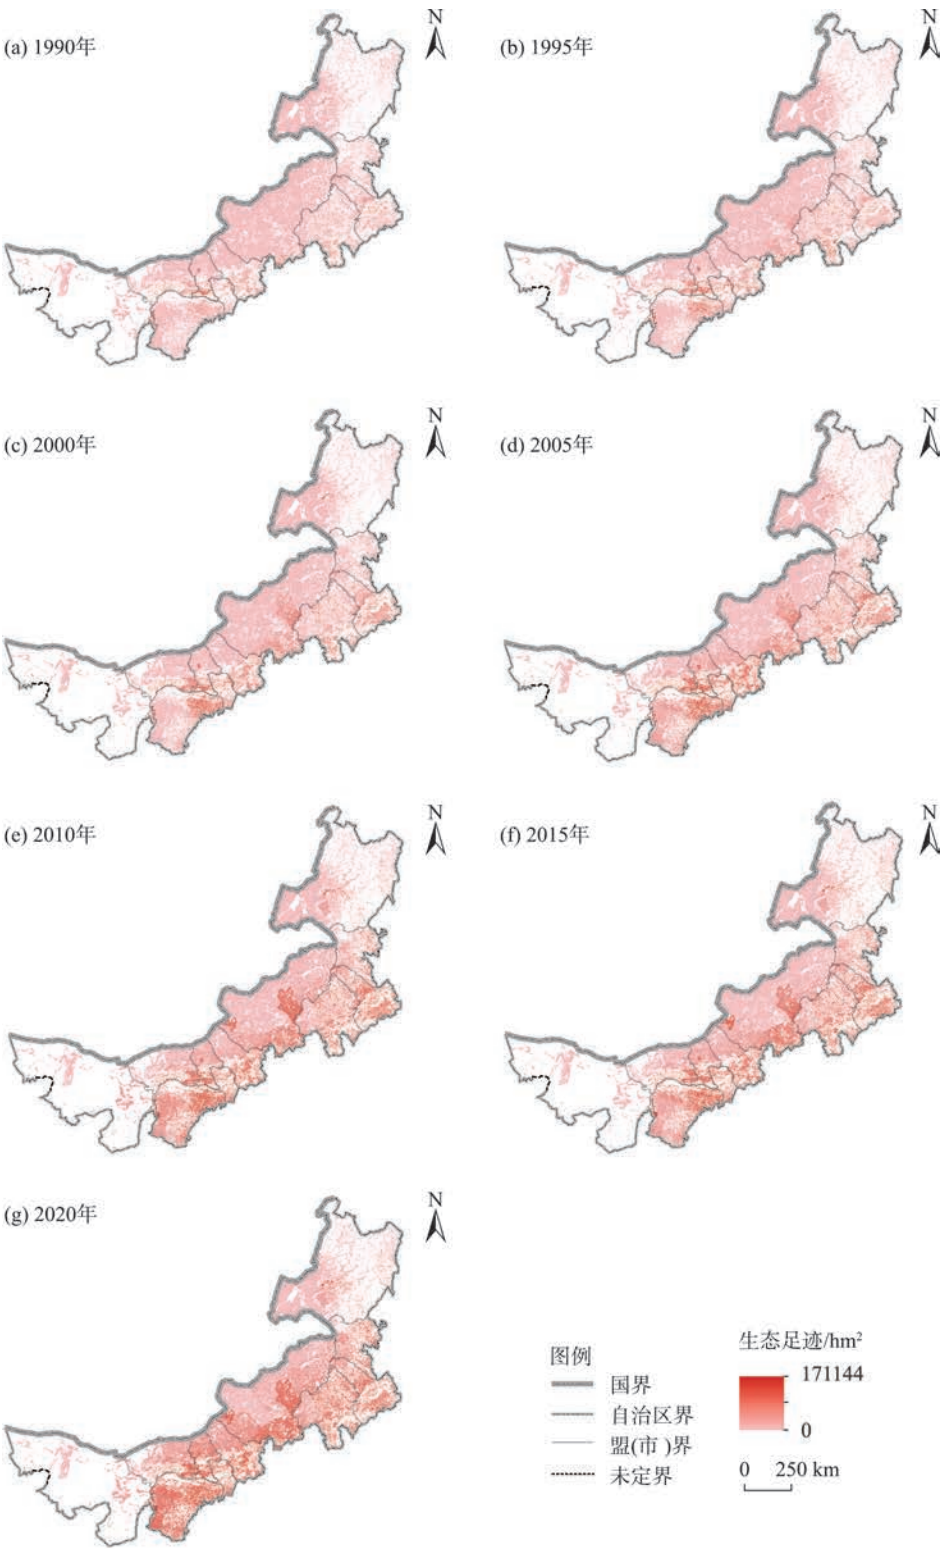 (a) 1990年
N
(b) 1995年
N
(c) 2000年
N
(d) 2005年
N
(e) 2010年
N
(f) 2015年
N
(g) 2020年
N
图例
国界
自治区界
盟(市)界
未定界
生态足迹/hm²
171144
0
0 250 km